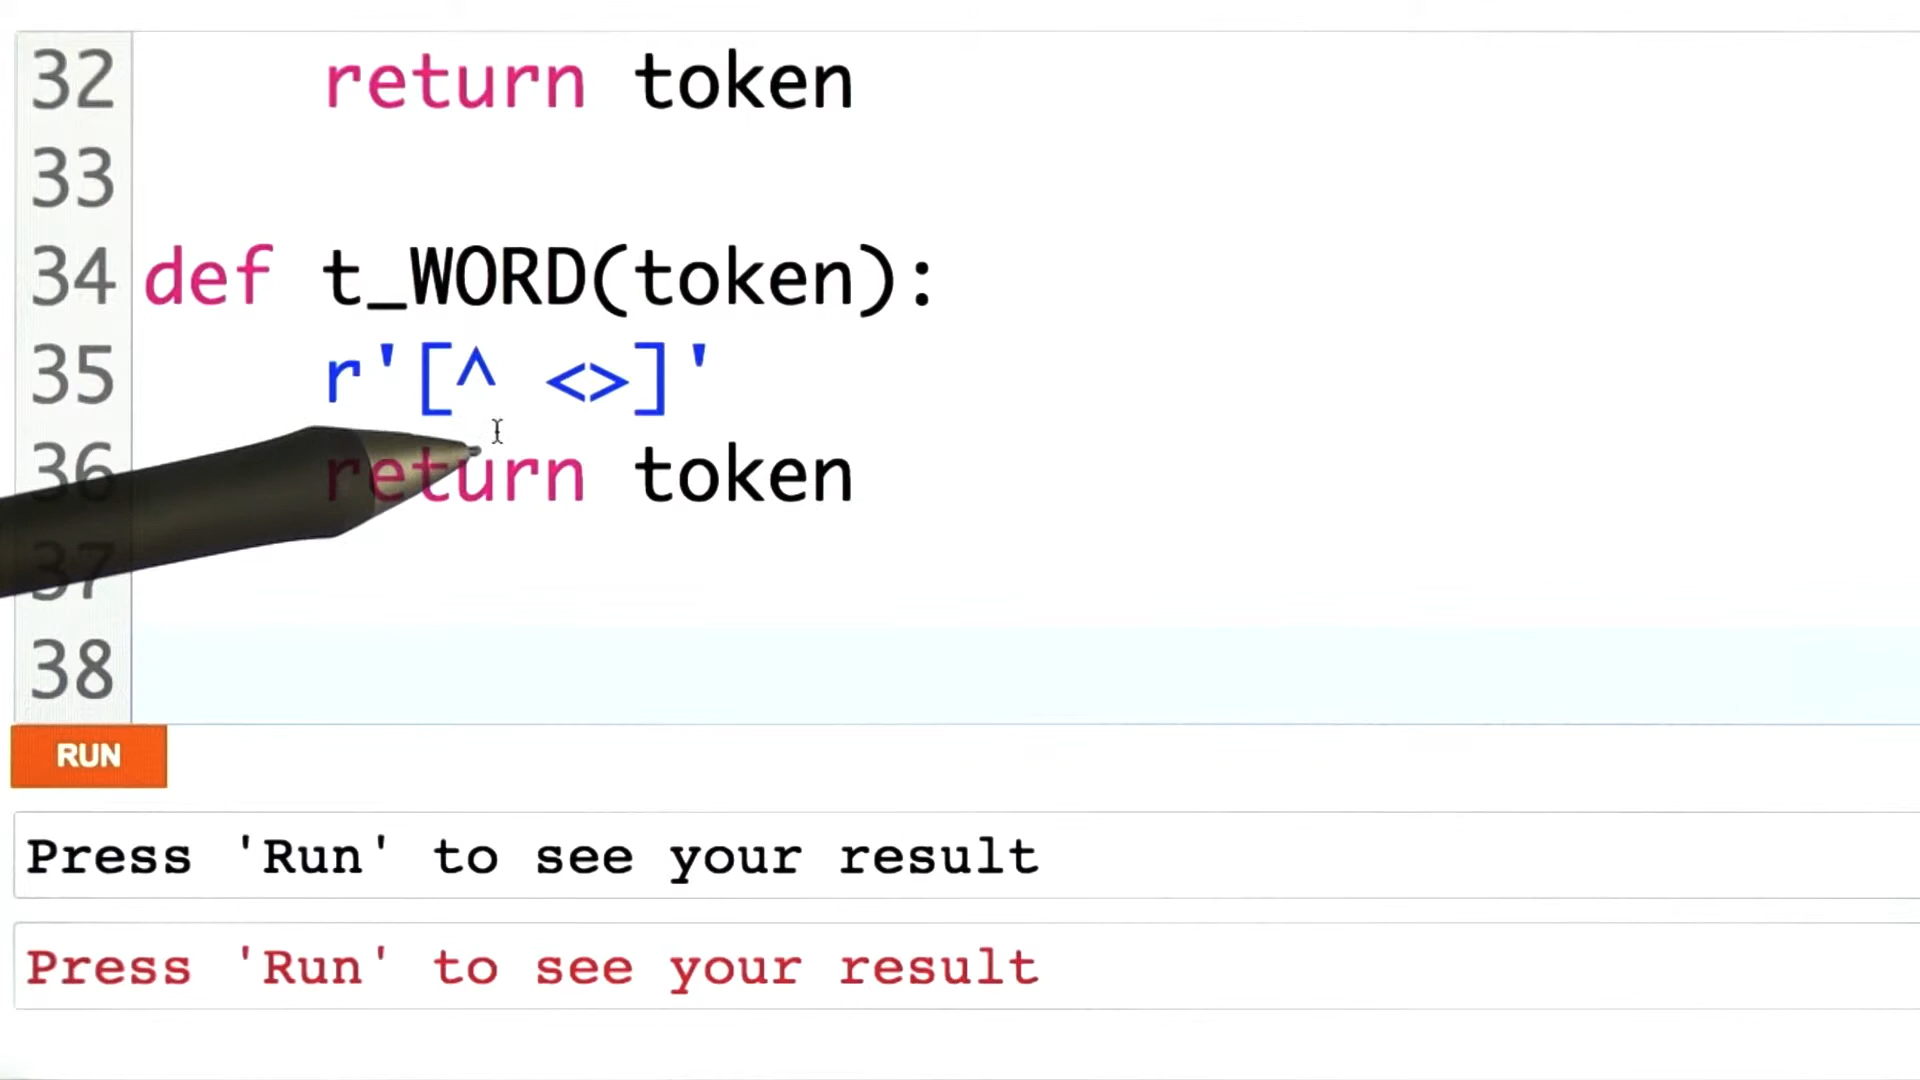 32 return token
33
34 def t_WORD(token):
35 r'[^ <>]'
36 return token
37
38
RUN
Press 'Run' to see your result
Press 'Run' to see your result